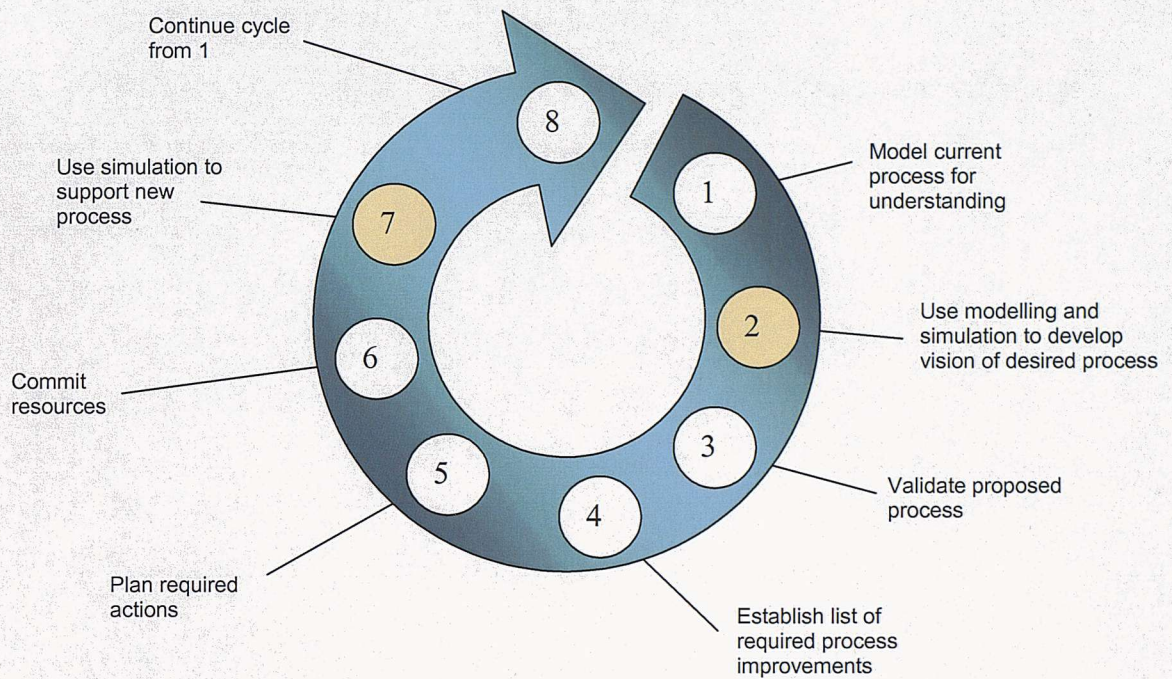 Continue cycle
from 1
8
Use simulation to
support new
process
7
1
Model current
process for
understanding
2
Use modelling and
simulation to develop
vision of desired process
6
Commit
resources
3
Validate proposed
process
5
4
Plan required
actions
Establish list of
required process
improvements